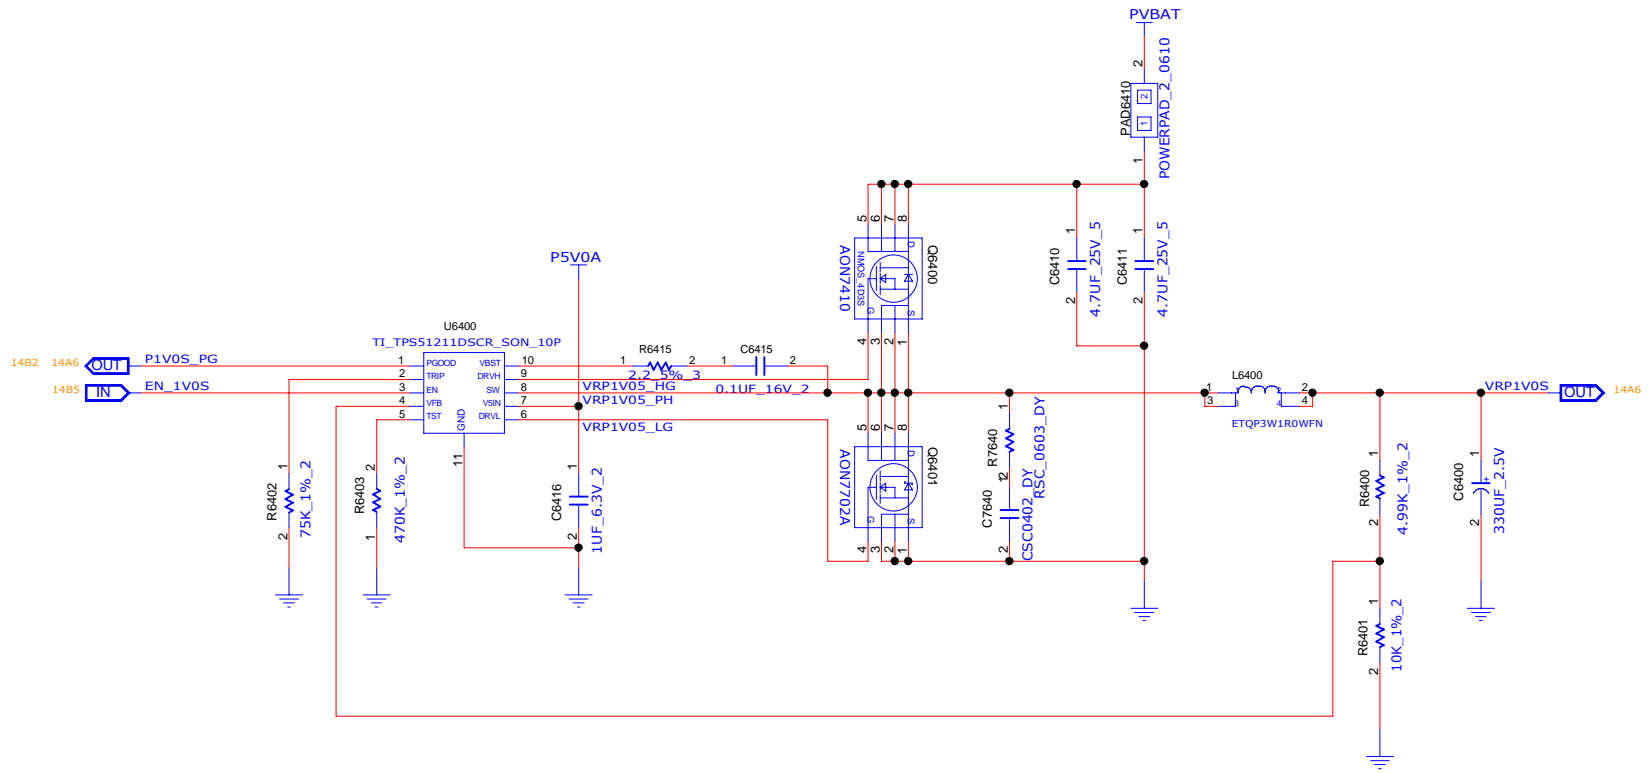 PVBAT
2
PAD6410
2
1
POWERPAD_2_0610
1
P5V0A
U6400
TI_TPS51211DSCR_SON_10P
14B2 14A6 OUT P1V0S_PG
14B5 IN EN_1V0S
1 PGOOD VBST 10
2 TRIP DRVH 9
3 EN SW 8
4 VFB V5IN 7
5 TST DRVL 6
GND
11
R6415
1 2
2.2_5%_3
C6415
1 2
0.1UF_16V_2
VRP1V05_HG
VRP1V05_PH
VRP1V05_LG
5 6 7 8
AON7410
NMOS_4D3S
D
G
S
Q6400
4 3 2 1
5 6 7 8
AON7702A
D
G
S
Q6401
4 3 2 1
1
C6410
2
4.7UF_25V_5
1
C6411
2
4.7UF_25V_5
1
R7640
2
RSC_0603_DY
1
C7640
2
CSC0402_DY
L6400
1 2
3 4
3 4
ETQP3W1R0WFN
VRP1V0S OUT 14A6
1
R6400
2
4.99K_1%_2
1
C6400
+
2
330UF_2.5V
1
R6401
2
10K_1%_2
1
R6402
2
75K_1%_2
2
R6403
1
470K_1%_2
1
C6416
2
1UF_6.3V_2